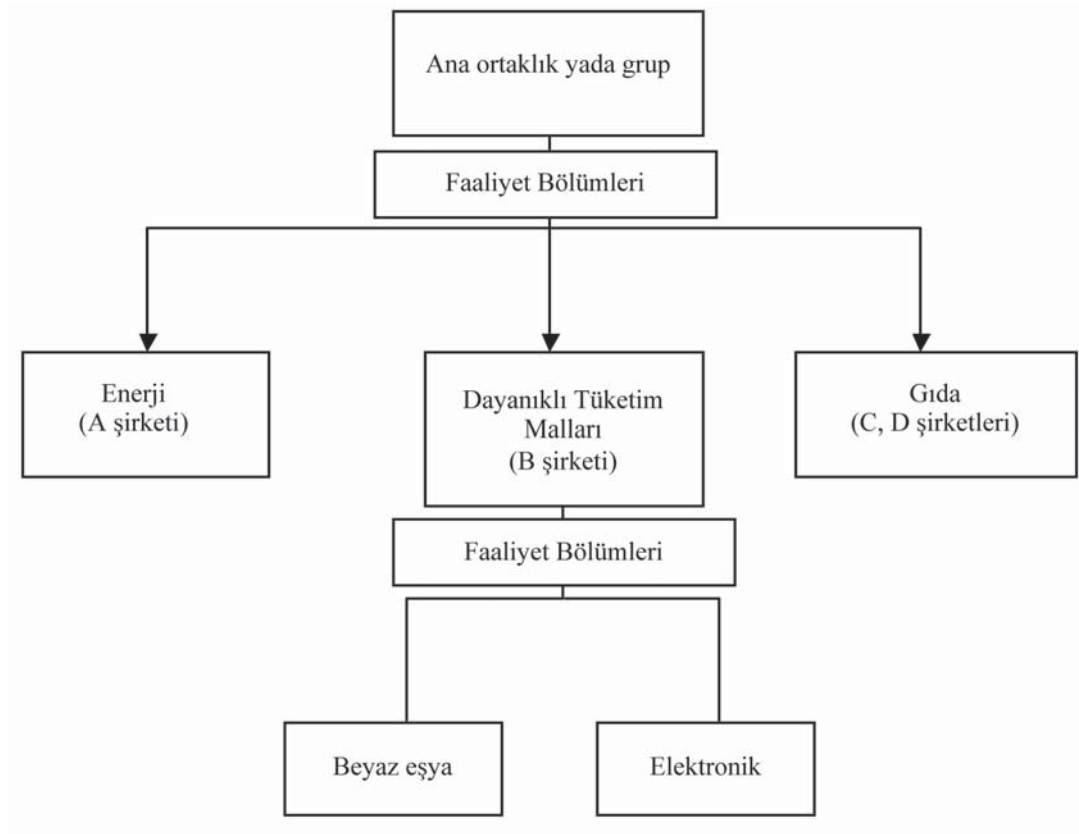 Ana ortaklık yada grup
Faaliyet Bölümleri
Enerji
(A şirketi)
Dayanıklı Tüketim
Malları
(B şirketi)
Gıda
(C, D şirketleri)
Faaliyet Bölümleri
Beyaz eşya
Elektronik